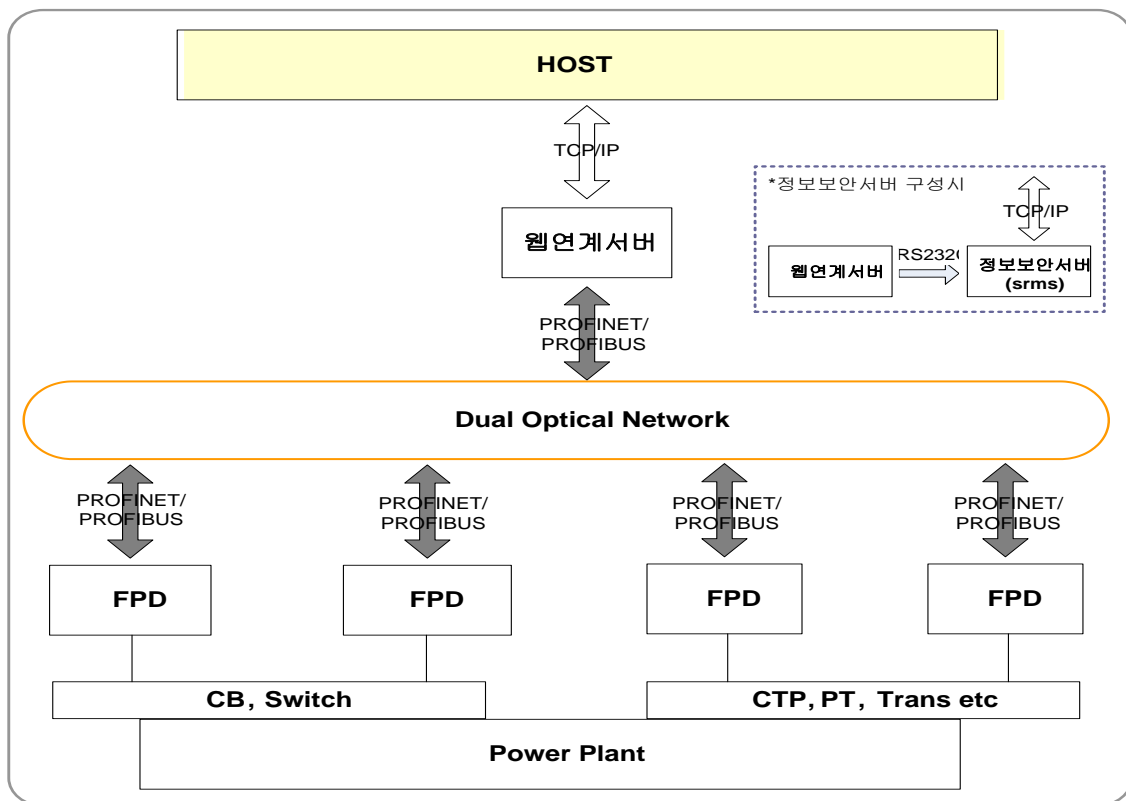 HOST
TCP/IP
*정보보안서버 구성시
TCP/IP
웹연계서버
웹연계서버
RS232
정보보안서버
(srms)
PROFINET/
PROFIBUS
Dual Optical Network
PROFINET/
PROFIBUS
PROFINET/
PROFIBUS
PROFINET/
PROFIBUS
PROFINET/
PROFIBUS
FPD
FPD
FPD
FPD
CB, Switch
CTP, PT, Trans etc
Power Plant